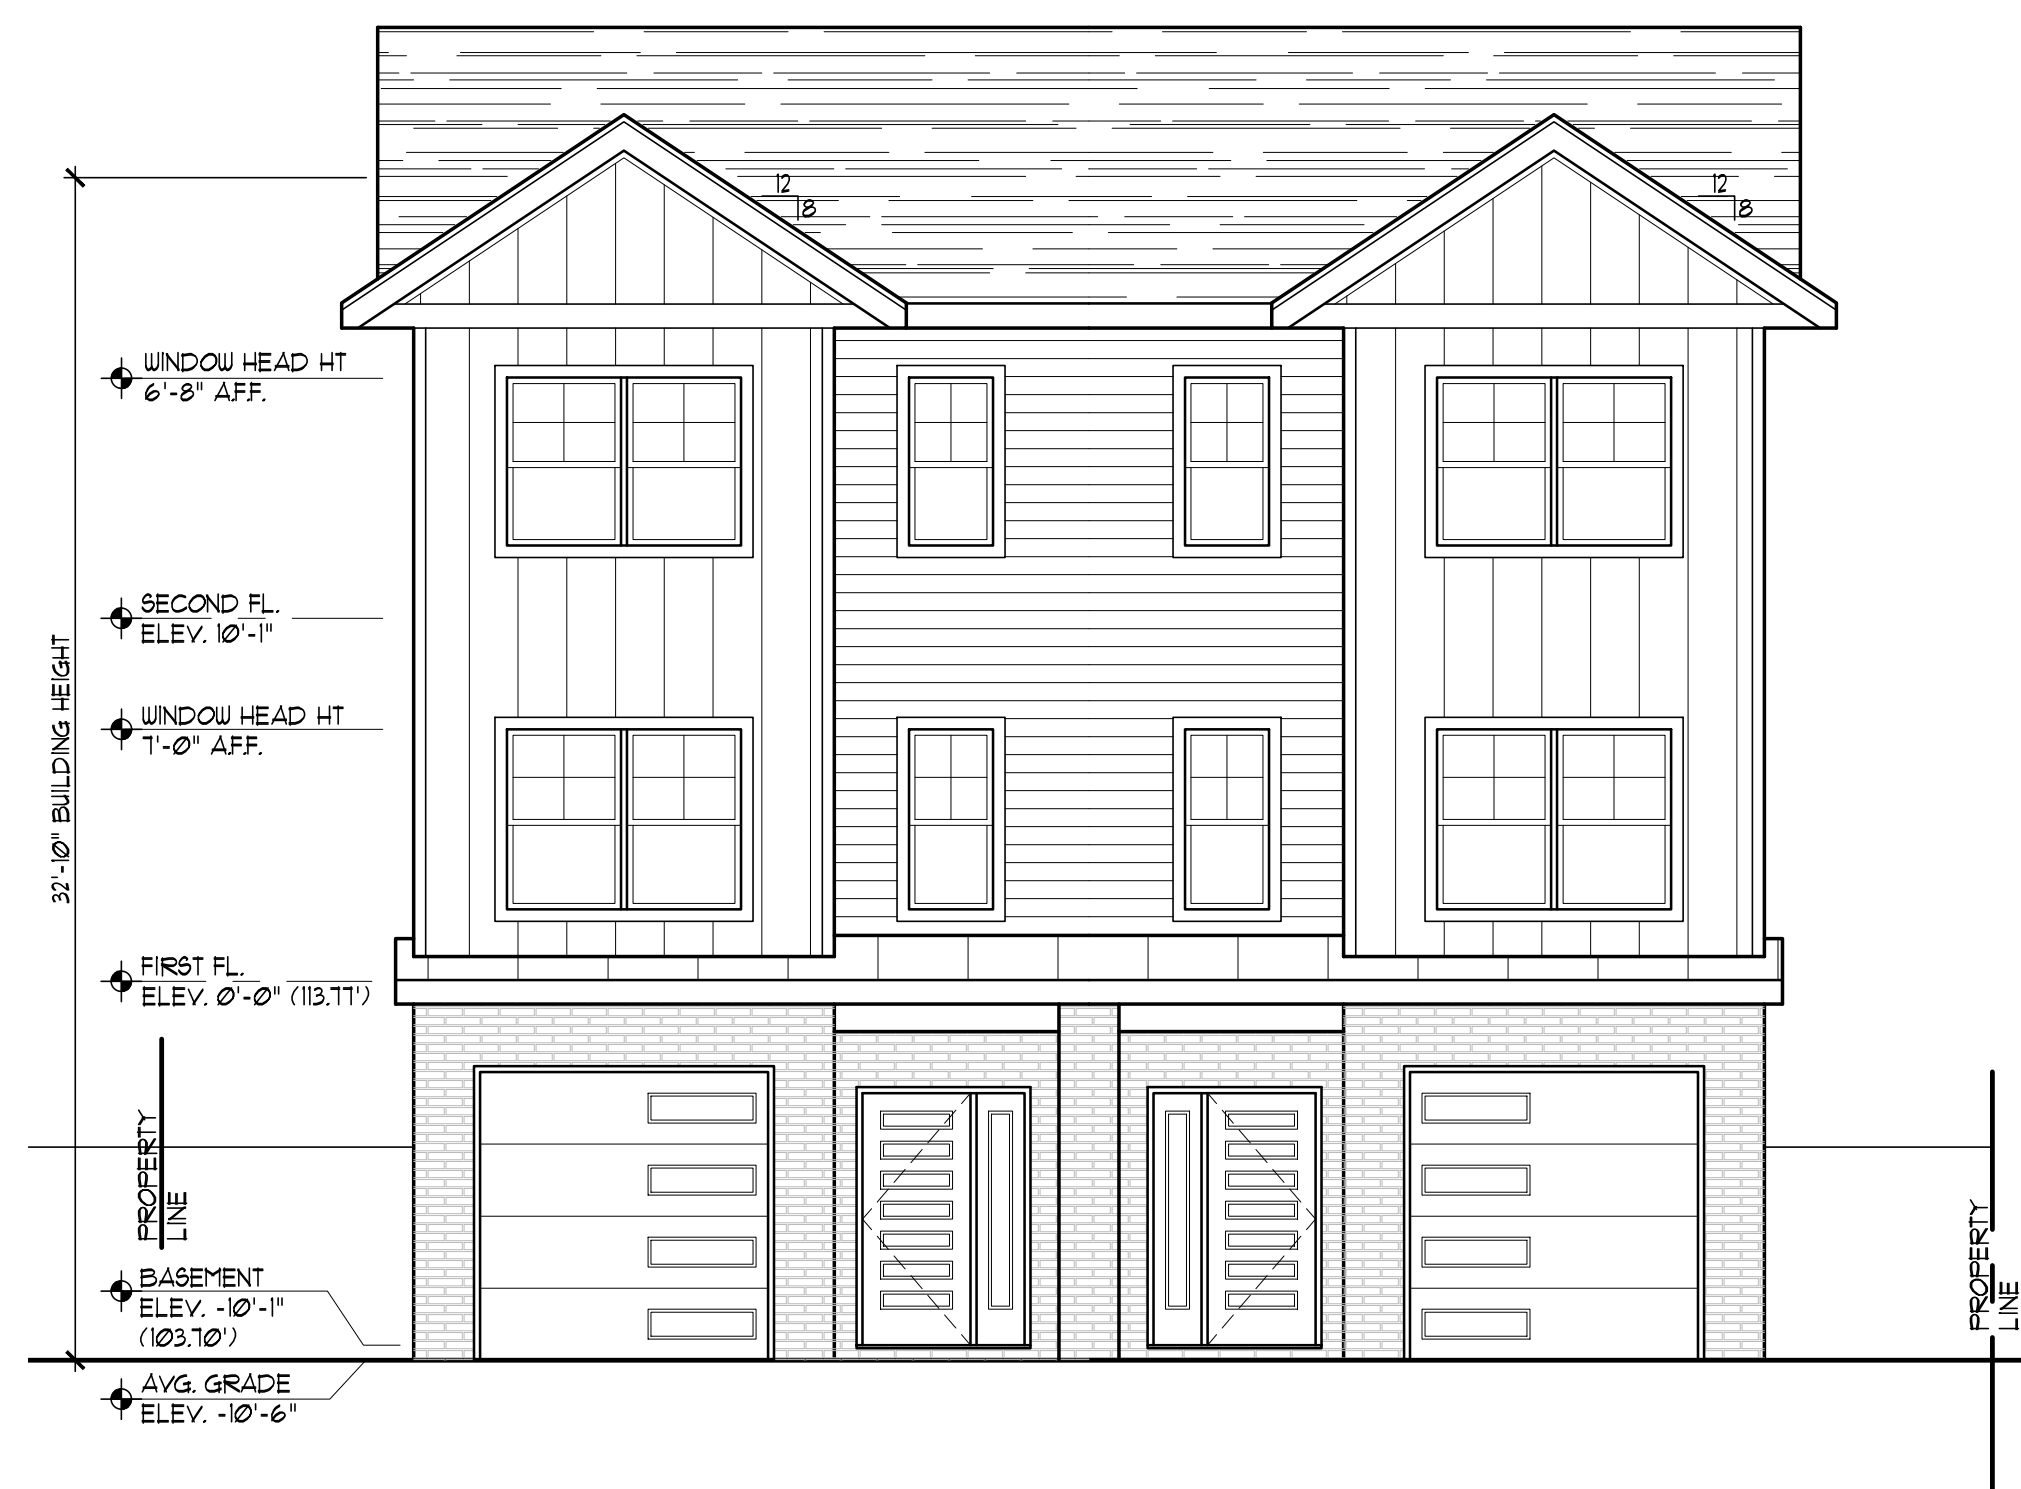 12
8
12
8
WINDOW HEAD HT
6'-8" A.F.F.
SECOND FL.
ELEV. 10'-1"
32'-10" BUILDING HEIGHT
WINDOW HEAD HT
7'-0" A.F.F.
FIRST FL.
ELEV. 0'-0" (113.77')
PROPERTY
LINE
BASEMENT
ELEV. -10'-1"
(103.70')
AVG. GRADE
ELEV. -10'-6"
PROPERTY
LINE